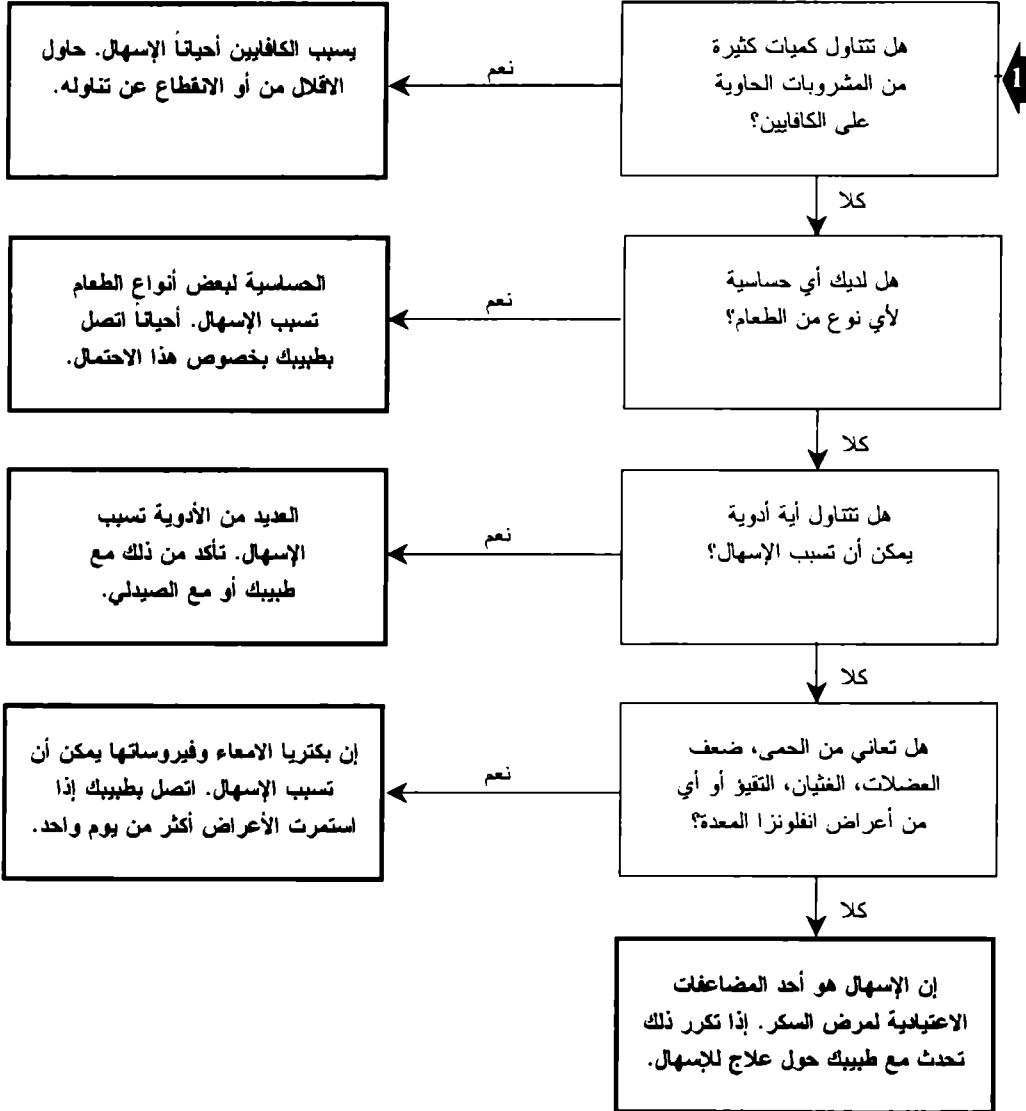 1
هل تتناول كميات كثيرة
من المشروبات الحاوية
على الكافايين؟
نعم
يسبب الكافايين أحياناً الإسهال. حاول
الاقلال من أو الانقطاع عن تناوله.
كلا
هل لديك أي حساسية
لأي نوع من الطعام؟
نعم
الحساسية لبعض أنواع الطعام
تسبب الإسهال. أحياناً اتصل
بطبيبك بخصوص هذا الاحتمال.
كلا
هل تتناول أية أدوية
يمكن أن تسبب الإسهال؟
نعم
العديد من الأدوية تسبب
الإسهال. تأكد من ذلك مع
طبيبك أو مع الصيدلي.
كلا
هل تعاني من الحمى، ضعف
العضلات، الغثيان، التقيؤ أو أي
من أعراض انفلونزا المعدة؟
نعم
إن بكتريا الامعاء وفيروساتها يمكن أن
تسبب الإسهال. اتصل بطبيبك إذا
استمرت الأعراض أكثر من يوم واحد.
كلا
إن الإسهال هو أحد المضاعفات
الاعتيادية لمرض السكر. إذا تكرر ذلك
تحدث مع طبيبك حول علاج للإسهال.